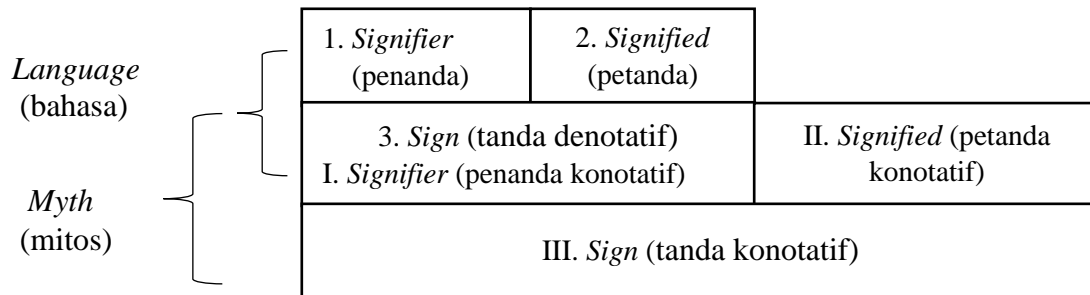 1. Signifier
(penanda)
2. Signified
(petanda)
Language
(bahasa)
3. Sign (tanda denotatif)
I. Signifier (penanda konotatif)
II. Signified (petanda
konotatif)
Myth
(mitos)
III. Sign (tanda konotatif)